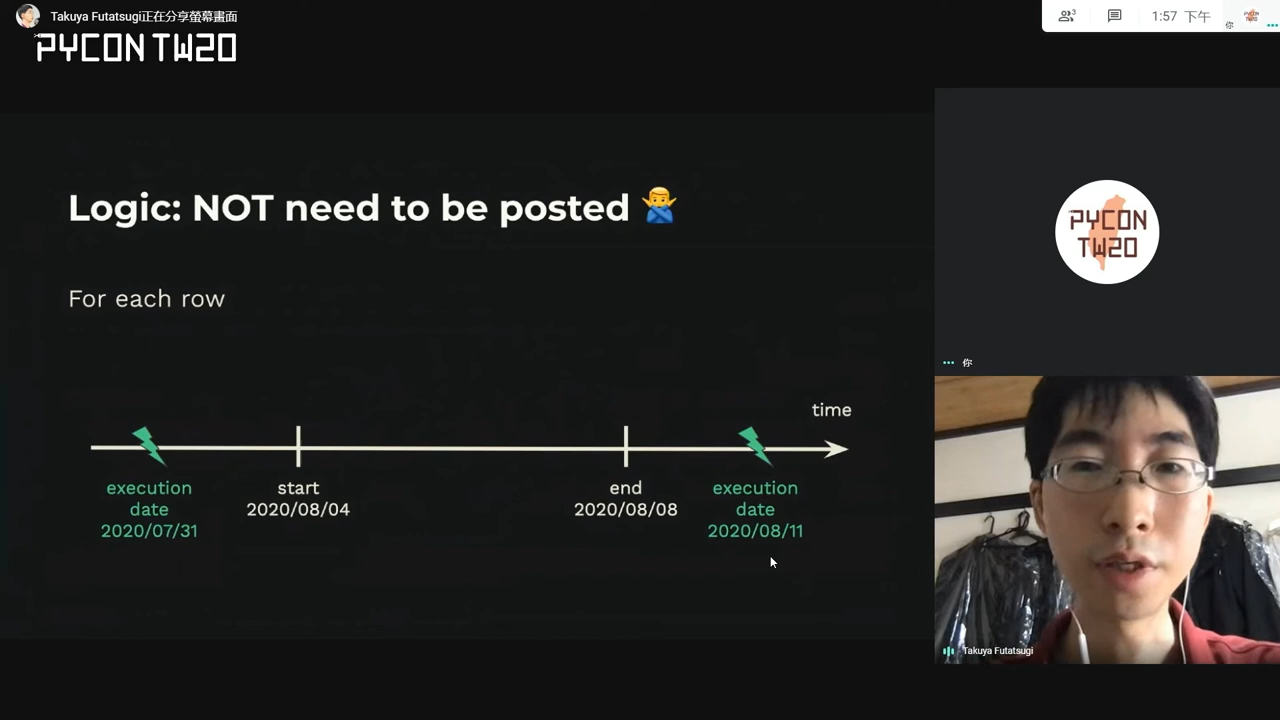 Takuya Futatsugi正在分享螢幕畫面
PYCON TW20
3
1:57 下午
你
Logic: NOT need to be posted
For each row
time
execution
date
2020/07/31
start
2020/08/04
end
2020/08/08
execution
date
2020/08/11
PYCON
TW20
你
Takuya Futatsugi